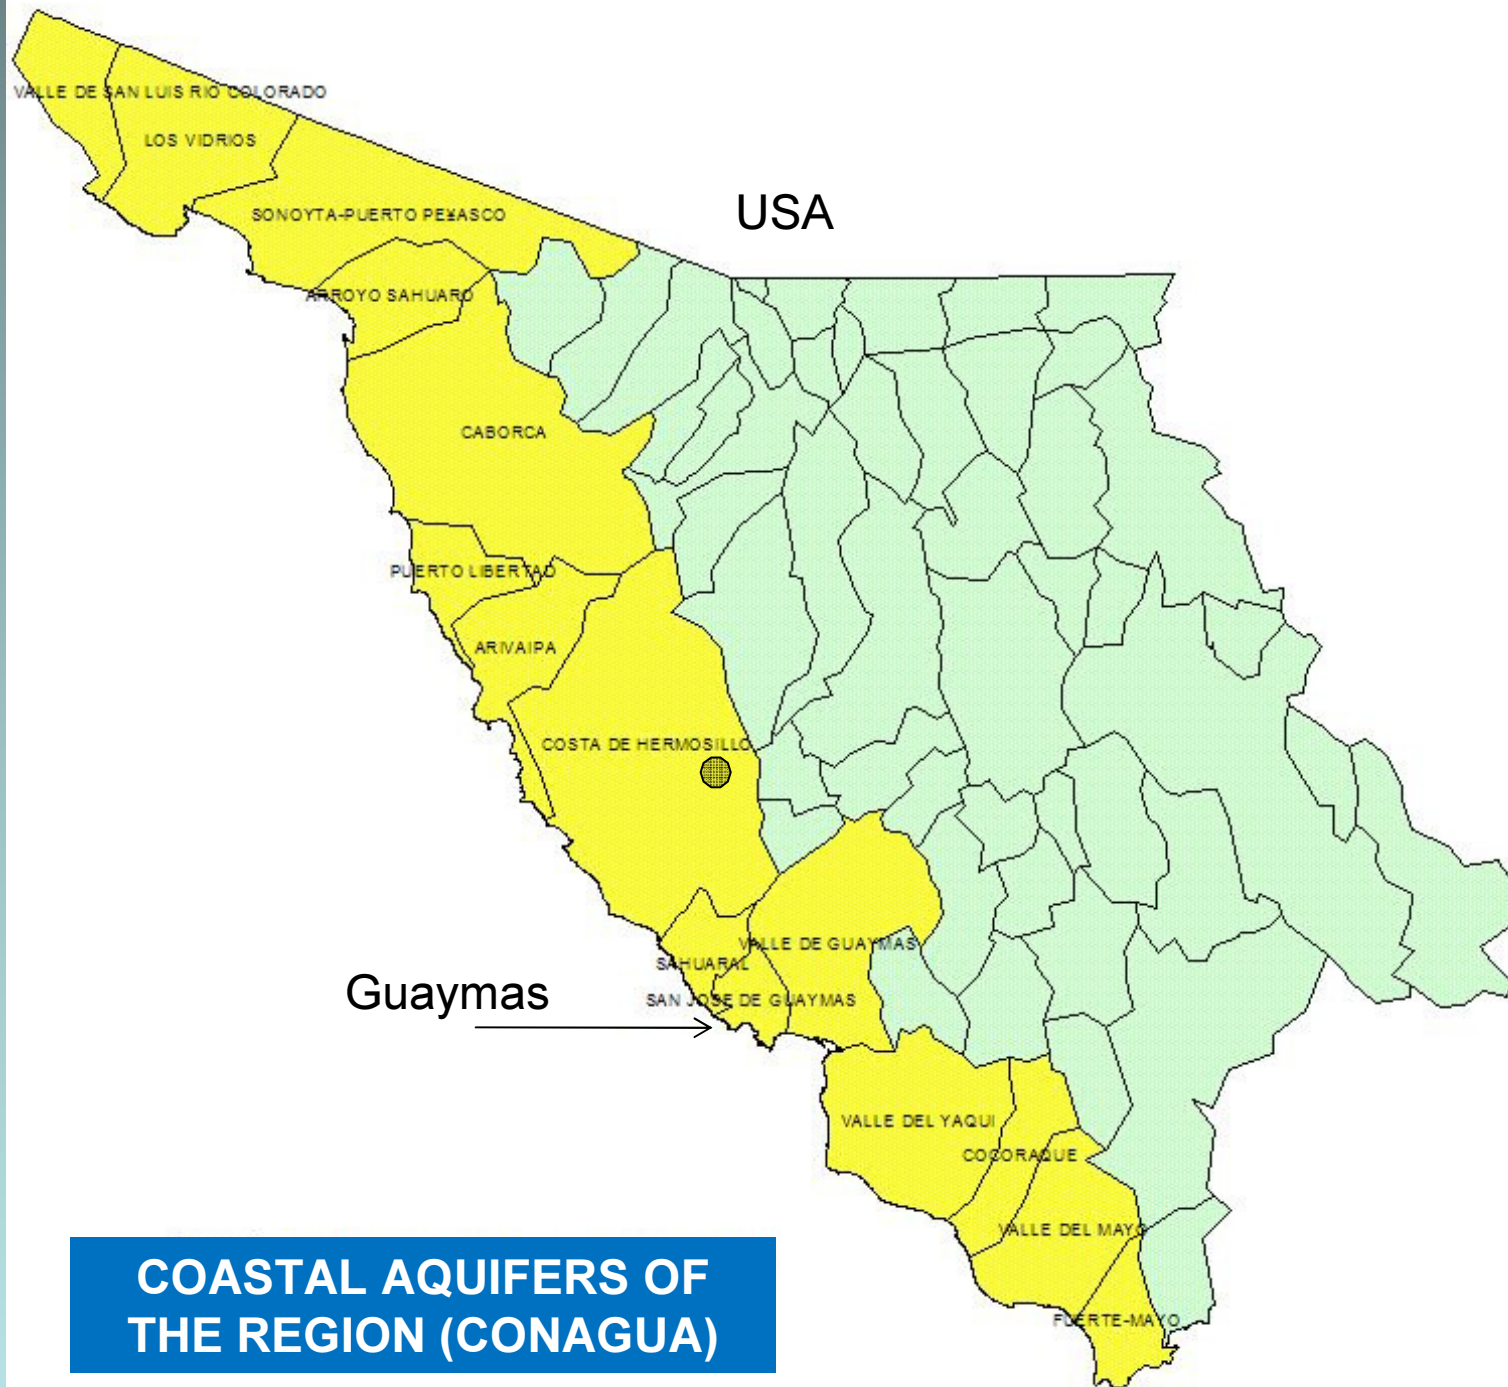 VALLE DE SAN LUIS RIO COLORADO
LOS VIDRIOS
USA
SONOYTA-PUERTO PE¥ASCO
ARROYO SAHUARO
CABORCA
PUERTO LIBERTAD
ARIVAIPA
COSTA DE HERMOSILLO
VALLE DE GUAYMAS
SAHUARAL
Guaymas
SAN JOSE DE GUAYMAS
VALLE DEL YAQUI
COCORAQUE
VALLE DEL MAYO
COASTAL AQUIFERS OF
THE REGION (CONAGUA)
FUERTE-MAYO